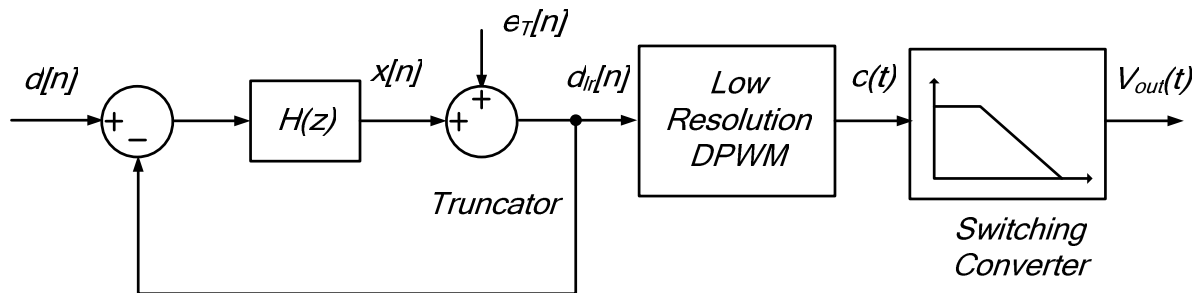 e_T[n]
d[n]
x[n]
d_lr[n]
c(t)
V_out(t)
+
−
H(z)
+
+
Low
Resolution
DPWM
Truncator
Switching
Converter